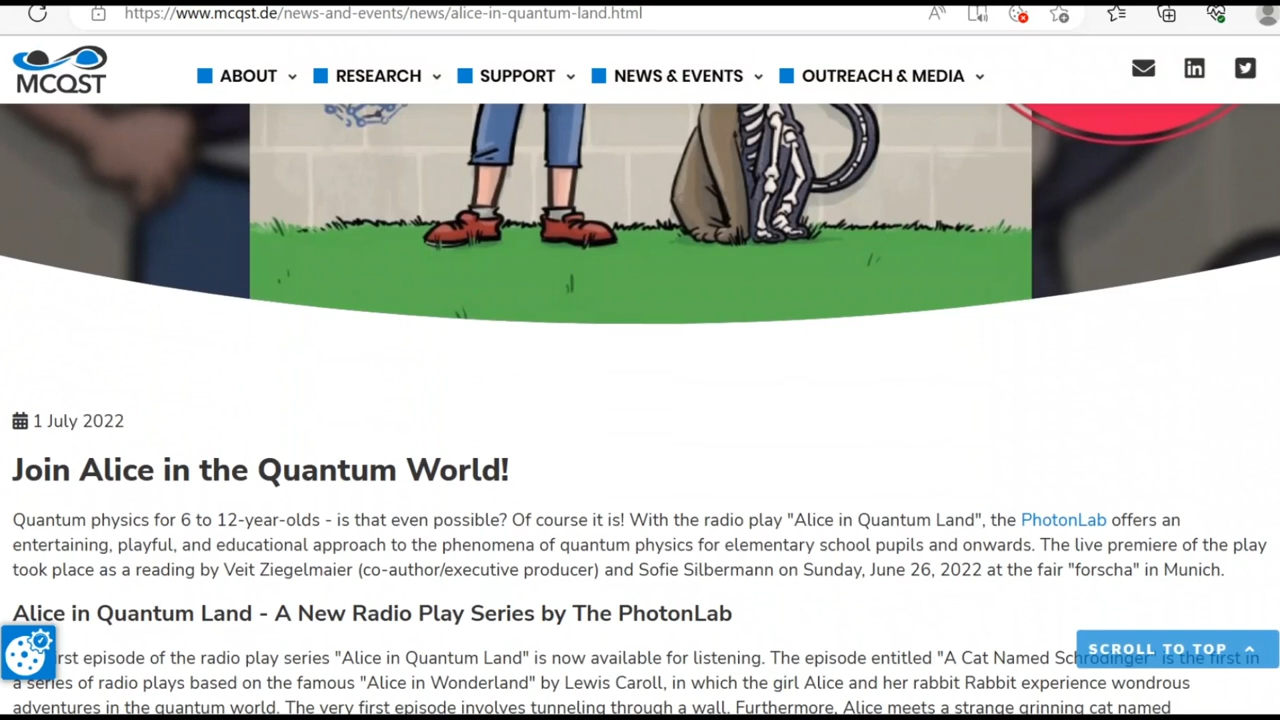 https://www.mcqst.de/news-and-events/news/alice-in-quantum-land.html
MCQST
ABOUT RESEARCH SUPPORT NEWS & EVENTS OUTREACH & MEDIA
1 July 2022
Join Alice in the Quantum World!
Quantum physics for 6 to 12-year-olds - is that even possible? Of course it is! With the radio play "Alice in Quantum Land", the PhotonLab offers an
entertaining, playful, and educational approach to the phenomena of quantum physics for elementary school pupils and onwards. The live premiere of the play
took place as a reading by Veit Ziegelmaier (co-author/executive producer) and Sofie Silbermann on Sunday, June 26, 2022 at the fair "forscha" in Munich.
Alice in Quantum Land - A New Radio Play Series by The PhotonLab
episode of the radio play series "Alice in Quantum Land" is now available for listening. The episode entitled "A Cat Named Schrödinger" is the first in
a series of radio plays based on the famous "Alice in Wonderland" by Lewis Caroll, in which the girl Alice and her rabbit Rabbit experience wondrous
adventures in the quantum world. The very first episode involves tunneling through a wall. Furthermore, Alice meets a strange grinning cat named
SCROLL TO TOP